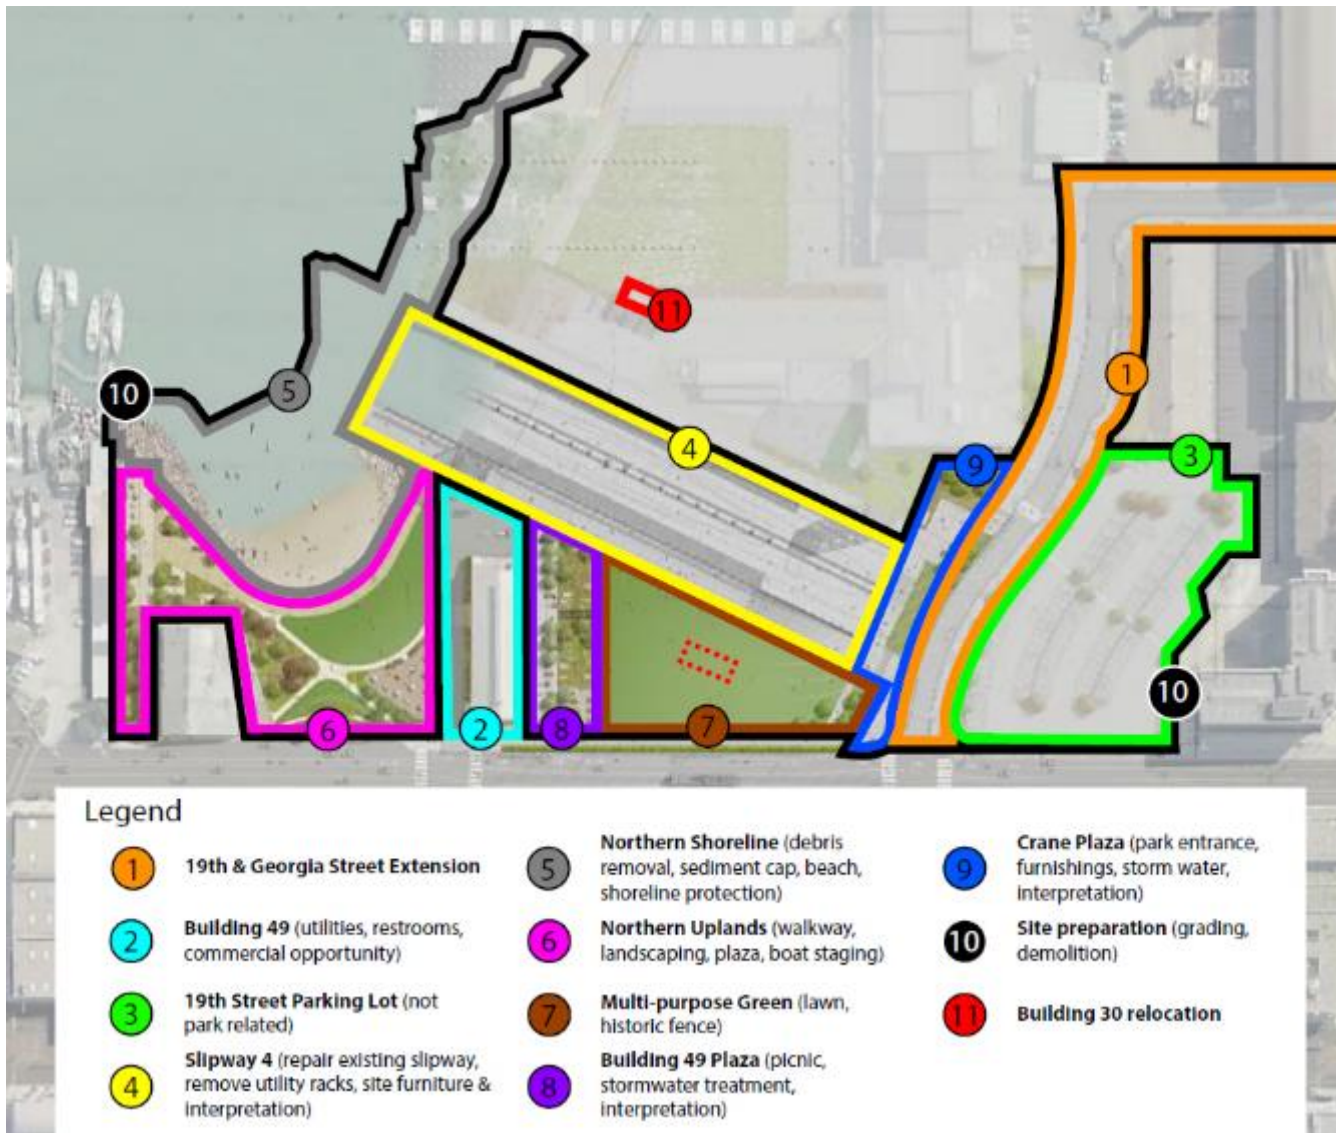 11
10
5
1
4
9
3
10
6
2
8
7
Legend
1
19th & Georgia Street Extension
2
Building 49 (utilities, restrooms,
commercial opportunity)
3
19th Street Parking Lot (not
park related)
4
Slipway 4 (repair existing slipway,
remove utility racks, site furniture &
interpretation)
5
Northern Shoreline (debris
removal, sediment cap, beach,
shoreline protection)
6
Northern Uplands (walkway,
landscaping, plaza, boat staging)
7
Multi-purpose Green (lawn,
historic fence)
8
Building 49 Plaza (picnic,
stormwater treatment,
interpretation)
9
Crane Plaza (park entrance,
furnishings, storm water,
interpretation)
10
Site preparation (grading,
demolition)
11
Building 30 relocation